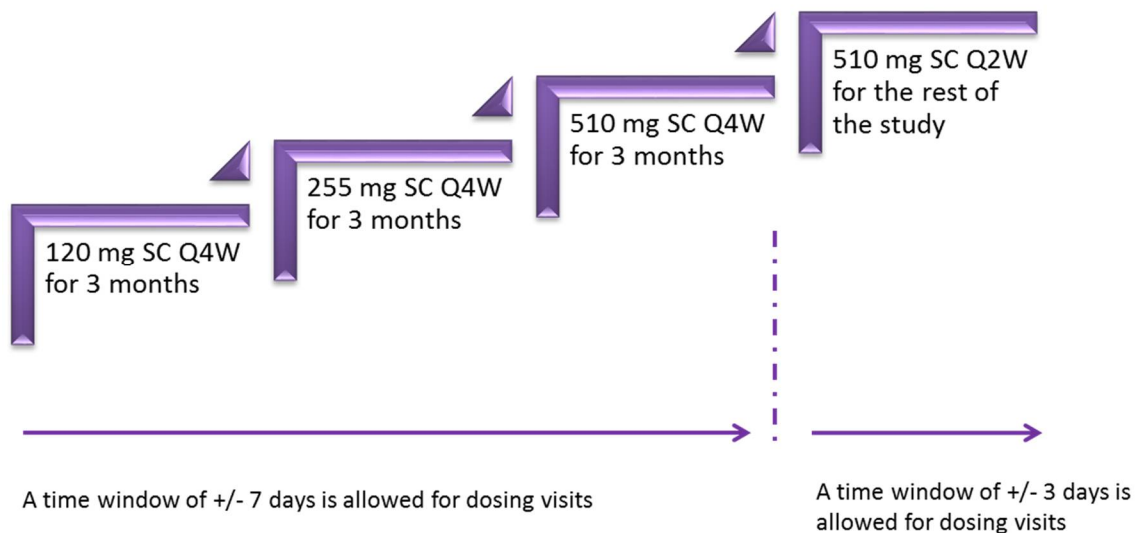 120 mg SC Q4W
for 3 months
255 mg SC Q4W
for 3 months
510 mg SC Q4W
for 3 months
510 mg SC Q2W
for the rest of
the study
A time window of +/- 7 days is allowed for dosing visits
A time window of +/- 3 days is
allowed for dosing visits